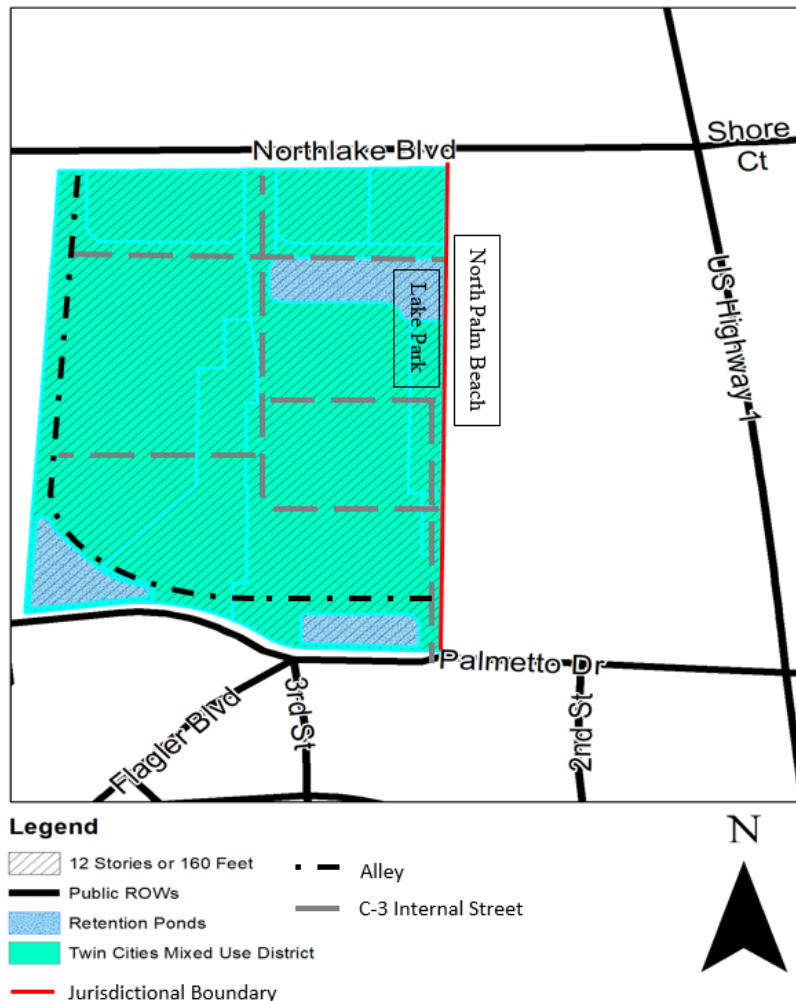 Northlake Blvd
Shore
Ct
North Palm Beach
Lake Park
US Highway 1
Palmetto Dr
Flagler Blvd
3rd St
2nd St
Legend
12 Stories or 160 Feet
Public ROWs
Retention Ponds
Twin Cities Mixed Use District
Jurisdictional Boundary
Alley
C-3 Internal Street
N